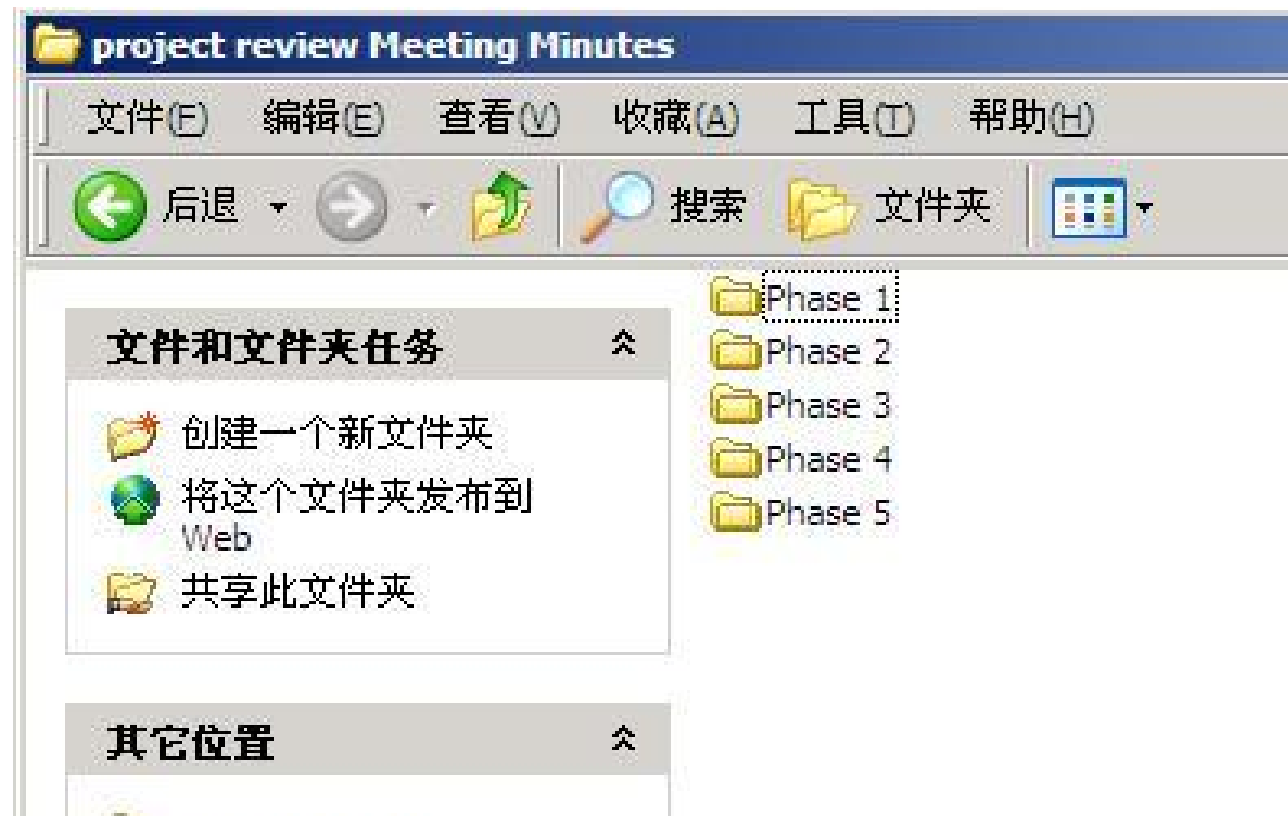 project review Meeting Minutes
文件(F) 编辑(E) 查看(V) 收藏(A) 工具(T) 帮助(H)
后退 搜索 文件夹
文件和文件夹任务
创建一个新文件夹
将这个文件夹发布到
Web
共享此文件夹
其它位置
Phase 1
Phase 2
Phase 3
Phase 4
Phase 5